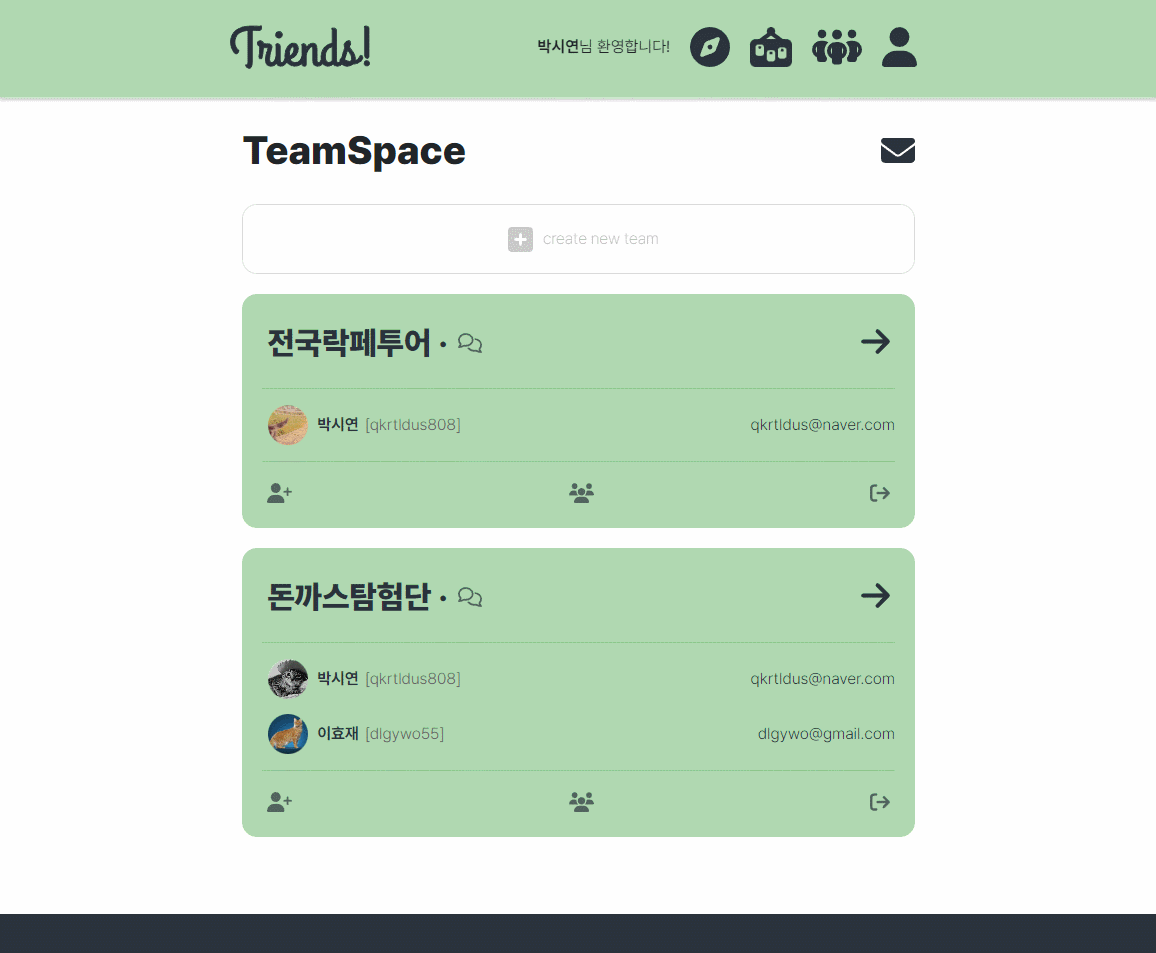 Triends!
박시연님 환영합니다!
TeamSpace
create new team
전국락페투어 ·
박시연 [qkrtldus808]
qkrtldus@naver.com
돈까스탐험단 ·
박시연 [qkrtldus808]
qkrtldus@naver.com
이효재 [dlgywo55]
dlgywo@gmail.com